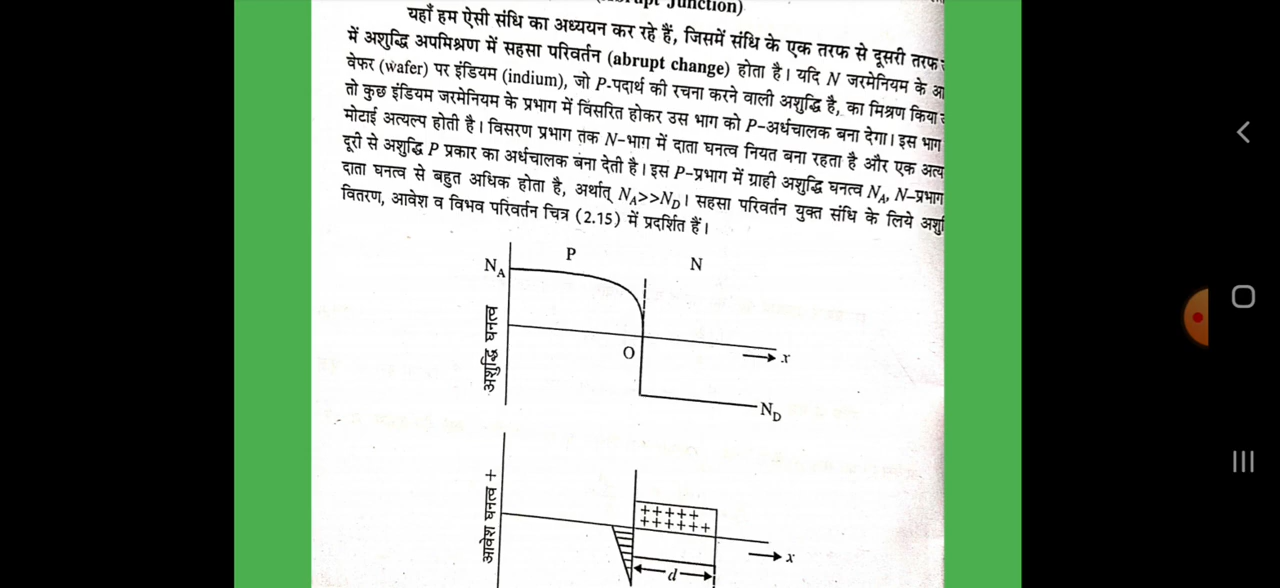 Junction)
यहाँ हम ऐसी संधि का अध्ययन कर रहे हैं, जिसमें संधि के एक तरफ से दूसरी तरफ
में अशुद्धि अपमिश्रण में सहसा परिवर्तन (abrupt change) होता है। यदि N जरमेनियम के
वेफर (wafer) पर इंडियम (indium), जो P-पदार्थ की रचना करने वाली अशुद्धि है, का मिश्रण किया
तो कुछ इंडियम जरमेनियम के प्रभाग में विसरित होकर उस भाग को P-अर्धचालक बना देगा। इस भाग
मोटाई अत्यल्प होती है। विसरण प्रभाग तक N-भाग में दाता घनत्व नियत बना रहता है और एक
दूरी से अशुद्धि P प्रकार का अर्धचालक बना देती है। इस P-प्रभाग में ग्राही अशुद्धि घनत्व N_A, N-प्रभाग
दाता घनत्व से बहुत अधिक होता है, अर्थात् N_A>>N_D। सहसा परिवर्तन युक्त संधि के लिये
वितरण, आवेश व विभव परिवर्तन चित्र (2.15) में प्रदर्शित हैं।
P
N
N_A
अशुद्धि घनत्व
O
x
N_D
आवेश घनत्व +
+ + + + +
+ + + + + +
x
d